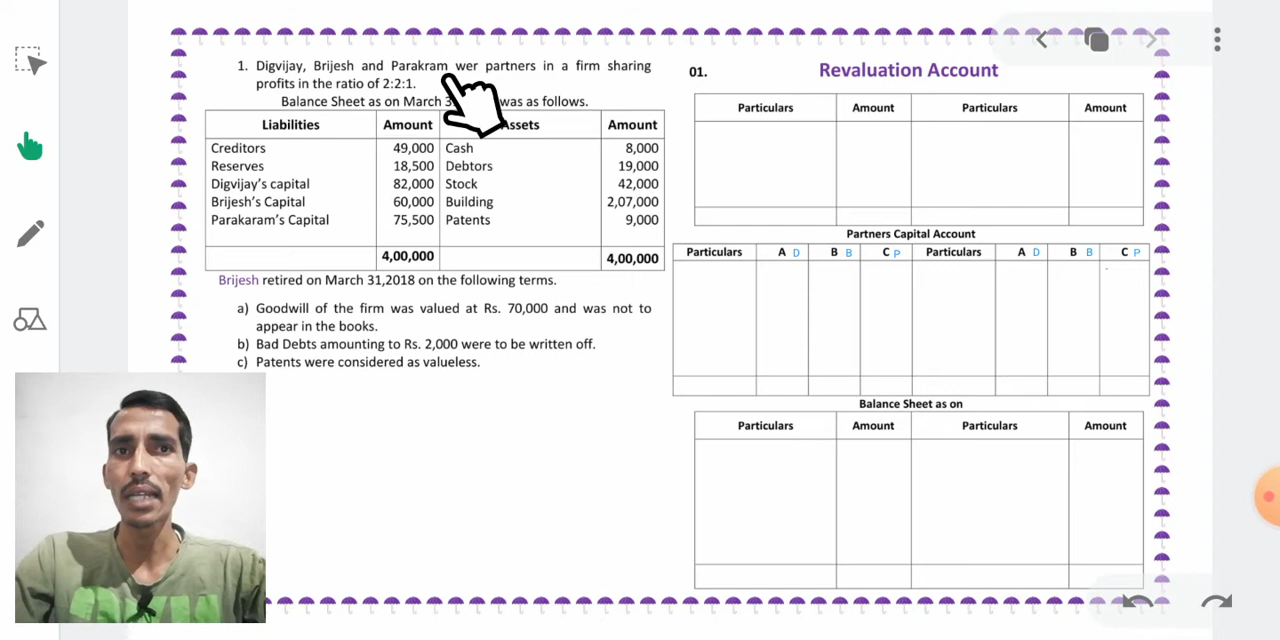 1. Digvijay, Brijesh and Parakram wer partners in a firm sharing
profits in the ratio of 2:2:1.
Balance Sheet as on March 3 was as follows.
Liabilities Amount Assets Amount
Creditors 49,000 Cash 8,000
Reserves 18,500 Debtors 19,000
Digvijay's capital 82,000 Stock 42,000
Brijesh's Capital 60,000 Building 2,07,000
Parakaram's Capital 75,500 Patents 9,000
4,00,000 4,00,000
Brijesh retired on March 31,2018 on the following terms.
a) Goodwill of the firm was valued at Rs. 70,000 and was not to
appear in the books.
b) Bad Debts amounting to Rs. 2,000 were to be written off.
c) Patents were considered as valueless.
01. Revaluation Account
Particulars Amount Particulars Amount
Partners Capital Account
Particulars A D B B C P Particulars A D B B C P
Balance Sheet as on
Particulars Amount Particulars Amount